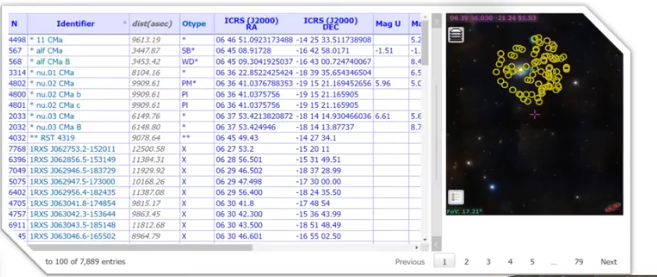 N Identifier dist(asec) Otype ICRS (J2000) RA ICRS (J2000) DEC Mag U Ma
4498 * 11 CMa 9613.19 * 06 46 51.0923173488 -14 25 33.511738908 5.2
567 * alf CMa 3447.87 SB* 06 45 08.91728 -16 42 58.0171 -1.51 -1.
568 * alf CMa B 3453.42 WD* 06 45 09.3041925037 -16 43 00.724740067 8.4
3314 * nu.01 CMa 8104.16 * 06 36 22.8522425424 -18 39 35.654346504 6.5
4802 * nu.02 CMa 9909.61 PM* 06 36 41.0376788353 -19 15 21.169452656 5.96 5.0
4800 * nu.02 CMa b 9909.61 Pl 06 36 41.0375756 -19 15 21.165905
4801 * nu.02 CMa c 9909.61 Pl 06 36 41.0375756 -19 15 21.165905
2033 * nu.03 CMa 6149.76 * 06 37 53.4213820872 -18 14 14.930466036 6.61 5.6
2032 * nu.03 CMa B 6148.80 * 06 37 53.424946 -18 14 13.87737 8.7
4032 ** RST 4319 9078.64 ** 06 45 49.43 -14 27 34.1
7768 1RXS J062753.2-152011 12500.58 X 06 27 53.2 -15 20 11
6396 1RXS J062856.5-153149 11384.31 X 06 28 56.501 -15 31 49.51
7049 1RXS J062946.5-183729 11929.92 X 06 29 46.502 -18 37 28.99
5075 1RXS J062947.5-173000 10168.26 X 06 29 47.498 -17 30 00.00
6402 1RXS J062956.4-182435 11387.08 X 06 29 56.400 -18 24 35.50
4705 1RXS J063041.8-174854 9815.17 X 06 30 41.8 -17 48 54
4757 1RXS J063042.3-153644 9863.45 X 06 30 42.300 -15 36 43.99
6911 1RXS J063043.5-185148 11812.68 X 06 30 43.500 -18 51 48.49
45 1RXS J063046.6-165502 8964.79 X 06 30 46.601 -16 55 02.50
FoV: 17.21°
to 100 of 7,889 entries Previous 1 2 3 4 5 ... 79 Next